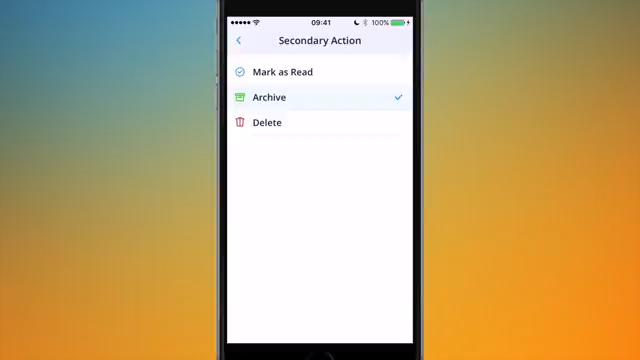 09:41 100%
Secondary Action
Mark as Read
Archive
Delete